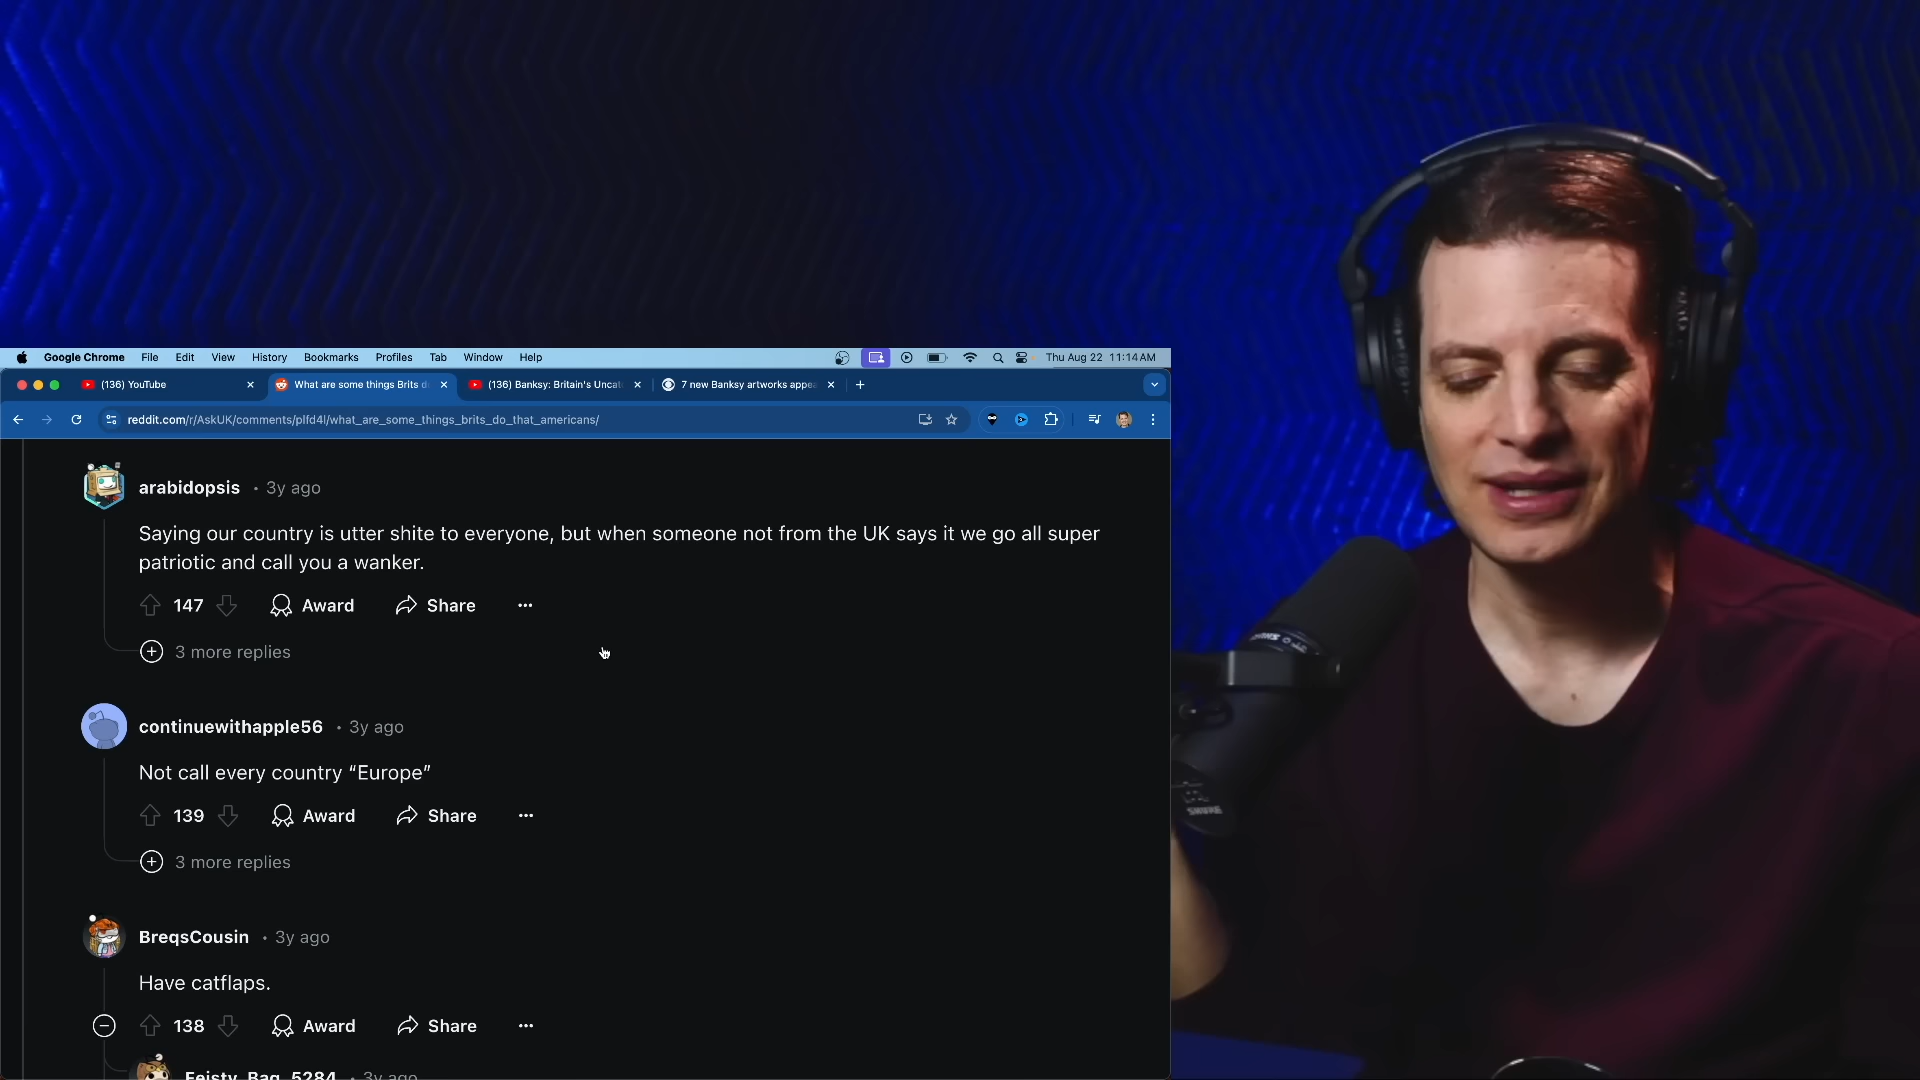 Google Chrome File Edit View History Bookmarks Profiles Tab Window Help Thu Aug 22 11:14 AM
(136) YouTube What are some things Brits d (136) Banksy: Britain's Uncat 7 new Banksy artworks appea
reddit.com/r/AskUK/comments/plfd4l/what_are_some_things_brits_do_that_americans/
arabidopsis • 3y ago
Saying our country is utter shite to everyone, but when someone not from the UK says it we go all super
patriotic and call you a wanker.
147 Award Share
3 more replies
continuewithapple56 • 3y ago
Not call every country “Europe”
139 Award Share
3 more replies
BreqsCousin • 3y ago
Have catflaps.
138 Award Share
Feisty_Bag_5284 • 3y ago